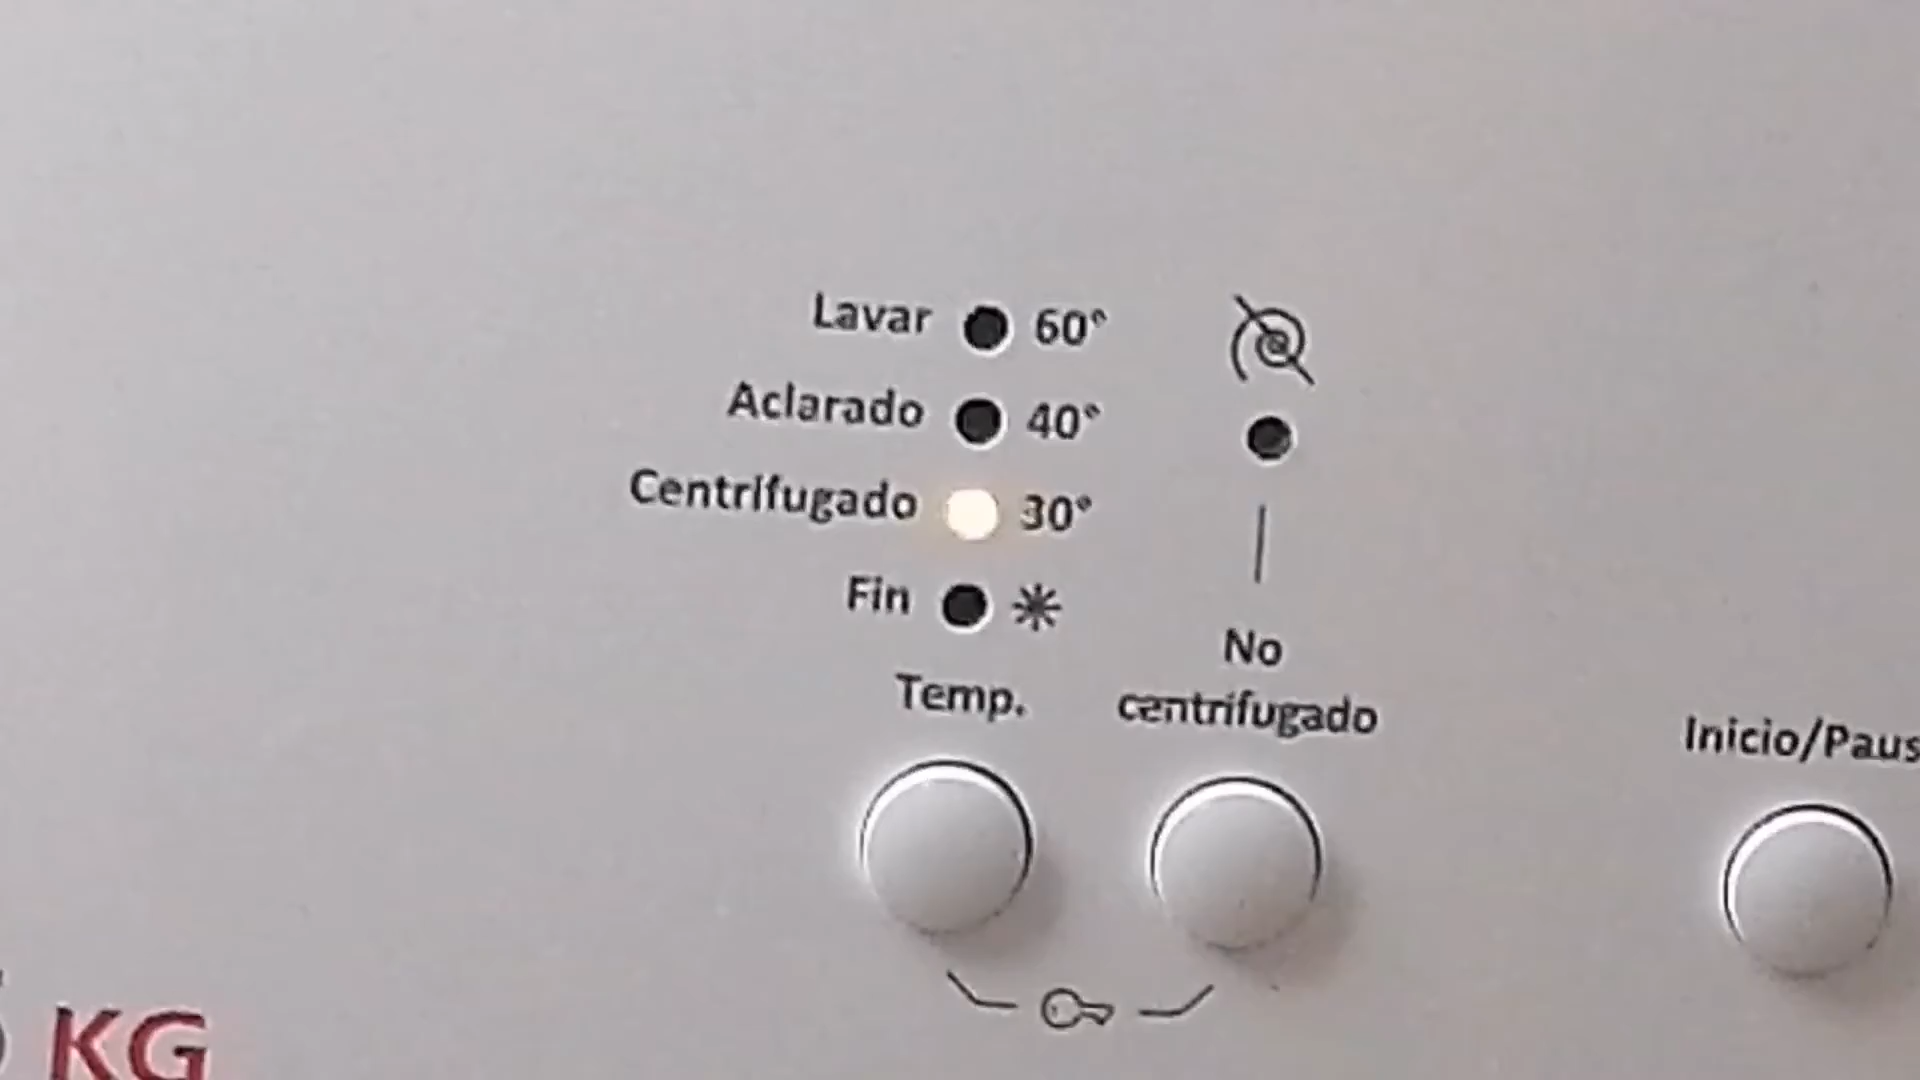 Lavar 60°
Aclarado 40°
Centrifugado 30°
Fin
Temp.
No
centrifugado
Inicio/Paus
KG